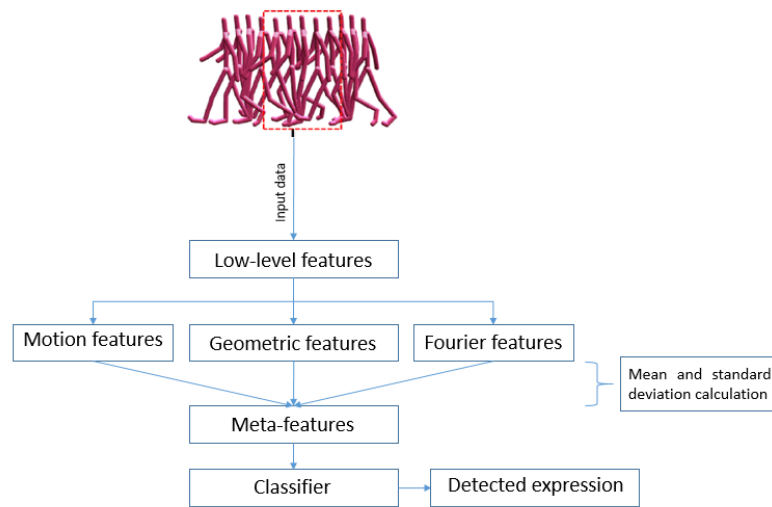 Input data
Low-level features
Motion features
Geometric features
Fourier features
Mean and standard
deviation calculation
Meta-features
Classifier
Detected expression